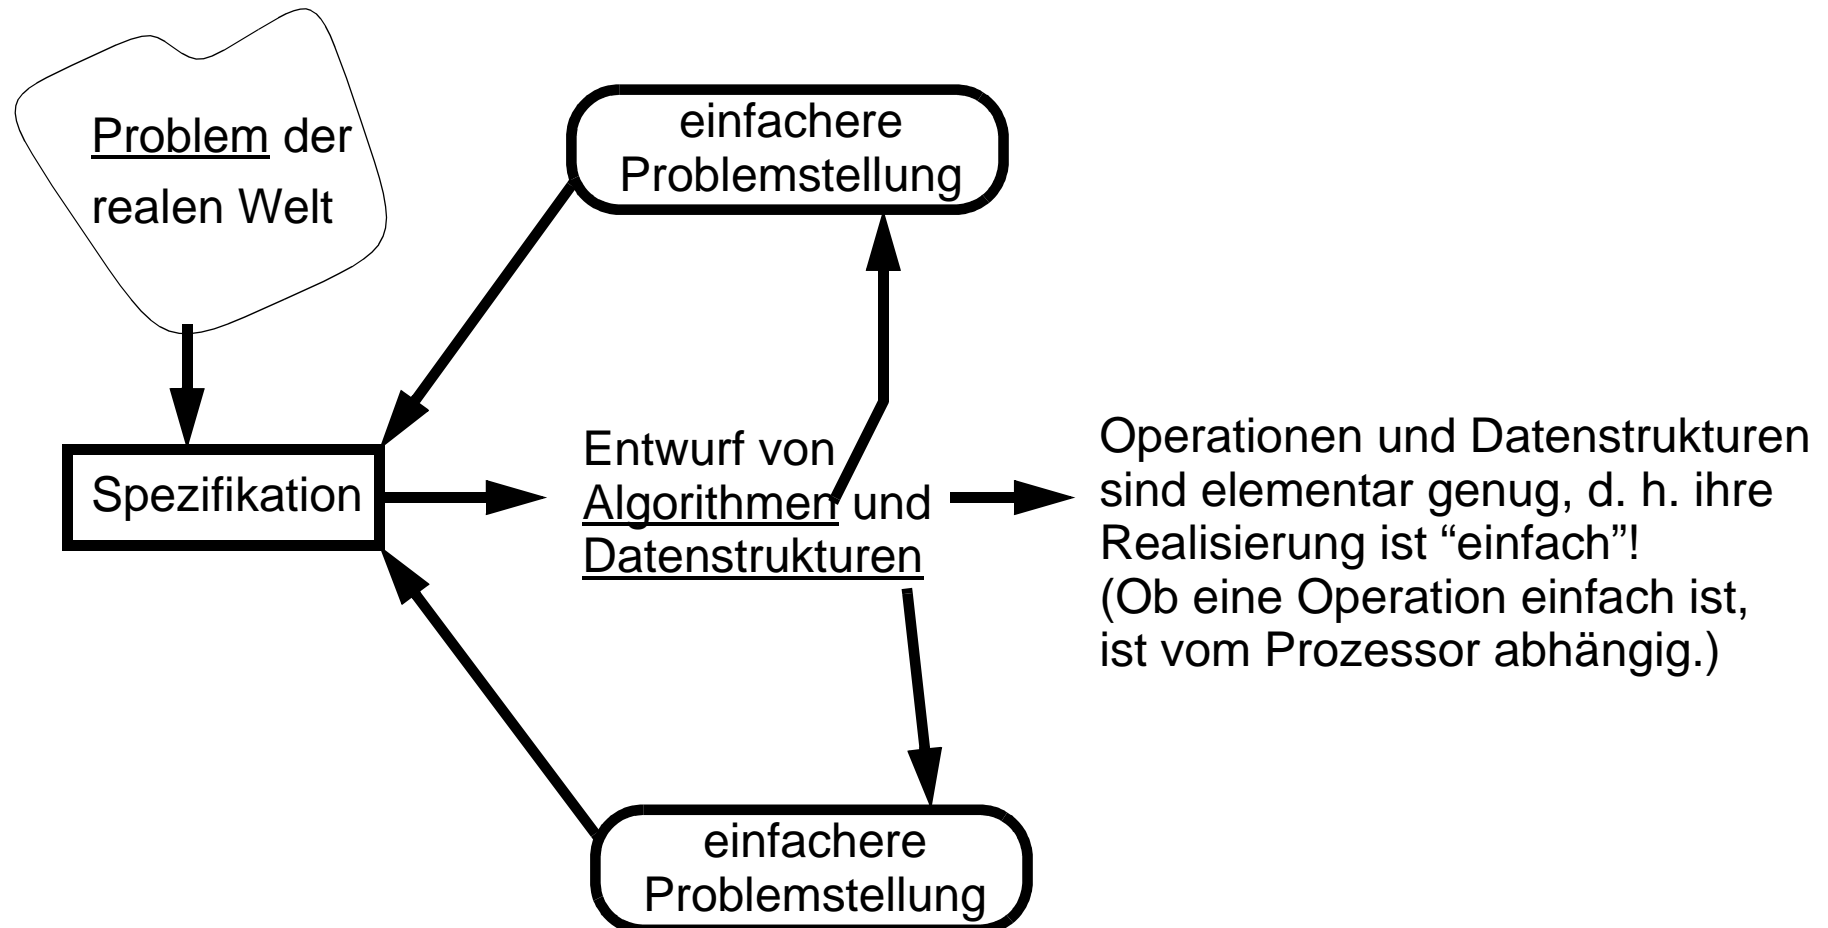 Problem der
realen Welt
einfachere
Problemstellung
Spezifikation
Entwurf von
Algorithmen und
Datenstrukturen
Operationen und Datenstrukturen
sind elementar genug, d. h. ihre
Realisierung ist “einfach”!
(Ob eine Operation einfach ist,
ist vom Prozessor abhängig.)
einfachere
Problemstellung